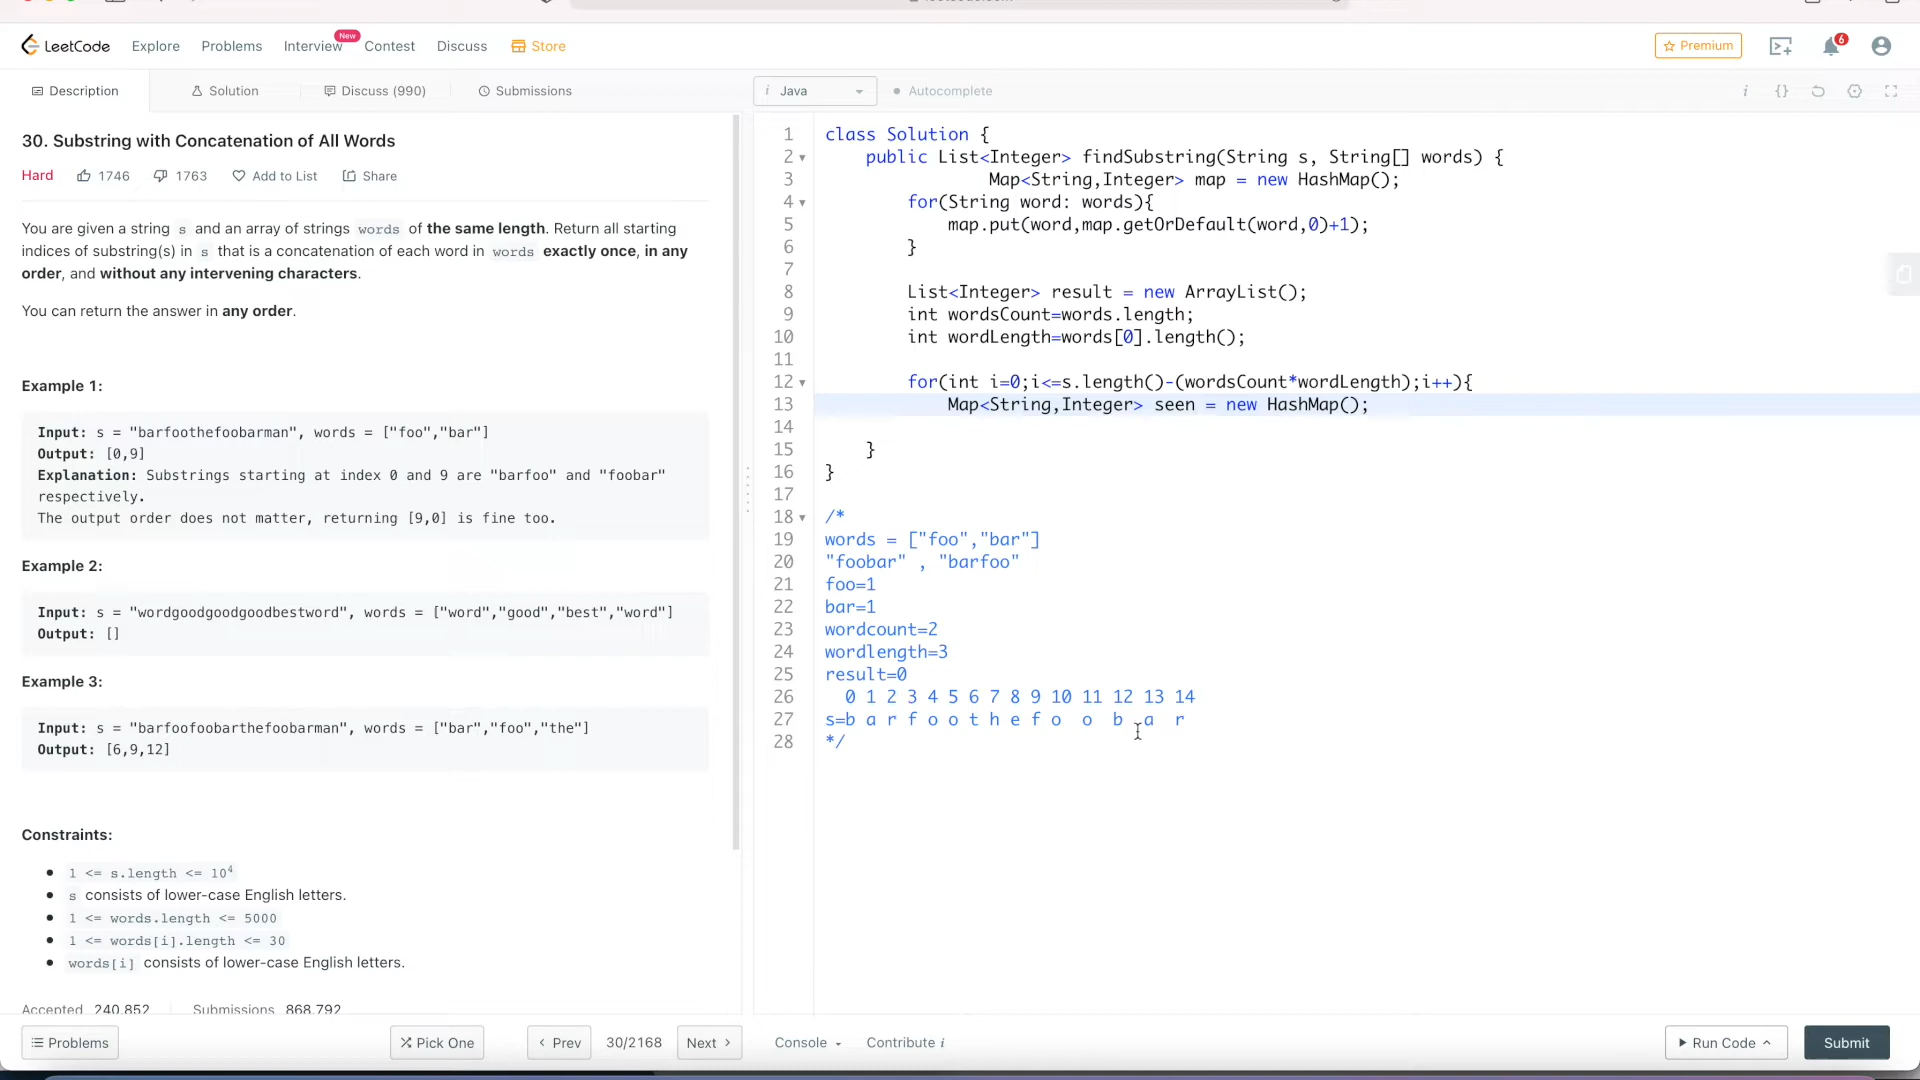 LeetCode Explore Problems Interview New Contest Discuss Store Premium 6
Description Solution Discuss (990) Submissions
i Java Autocomplete i {}
30. Substring with Concatenation of All Words
Hard 1746 1763 Add to List Share
You are given a string s and an array of strings words of the same length. Return all starting
indices of substring(s) in s that is a concatenation of each word in words exactly once, in any
order, and without any intervening characters.
You can return the answer in any order.
Example 1:
Input: s = "barfoothefoobarman", words = ["foo","bar"]
Output: [0,9]
Explanation: Substrings starting at index 0 and 9 are "barfoo" and "foobar"
respectively.
The output order does not matter, returning [9,0] is fine too.
Example 2:
Input: s = "wordgoodgoodgoodbestword", words = ["word","good","best","word"]
Output: []
Example 3:
Input: s = "barfoofoobarthefoobarman", words = ["bar","foo","the"]
Output: [6,9,12]
Constraints:
1 <= s.length <= 10⁴
s consists of lower-case English letters.
1 <= words.length <= 5000
1 <= words[i].length <= 30
words[i] consists of lower-case English letters.
Accepted 240,852 Submissions 868,792
1 class Solution {
2 public List<Integer> findSubstring(String s, String[] words) {
3 Map<String,Integer> map = new HashMap();
4 for(String word: words){
5 map.put(word,map.getOrDefault(word,0)+1);
6 }
7
8 List<Integer> result = new ArrayList();
9 int wordsCount=words.length;
10 int wordLength=words[0].length();
11
12 for(int i=0;i<=s.length()-(wordsCount*wordLength);i++){
13 Map<String,Integer> seen = new HashMap();
14
15 }
16 }
17
18 /*
19 words = ["foo","bar"]
20 "foobar" , "barfoo"
21 foo=1
22 bar=1
23 wordcount=2
24 wordlength=3
25 result=0
26 0 1 2 3 4 5 6 7 8 9 10 11 12 13 14
27 s=b a r f o o t h e f o o b a r
28 */
Problems Pick One Prev 30/2168 Next Console Contribute i Run Code Submit